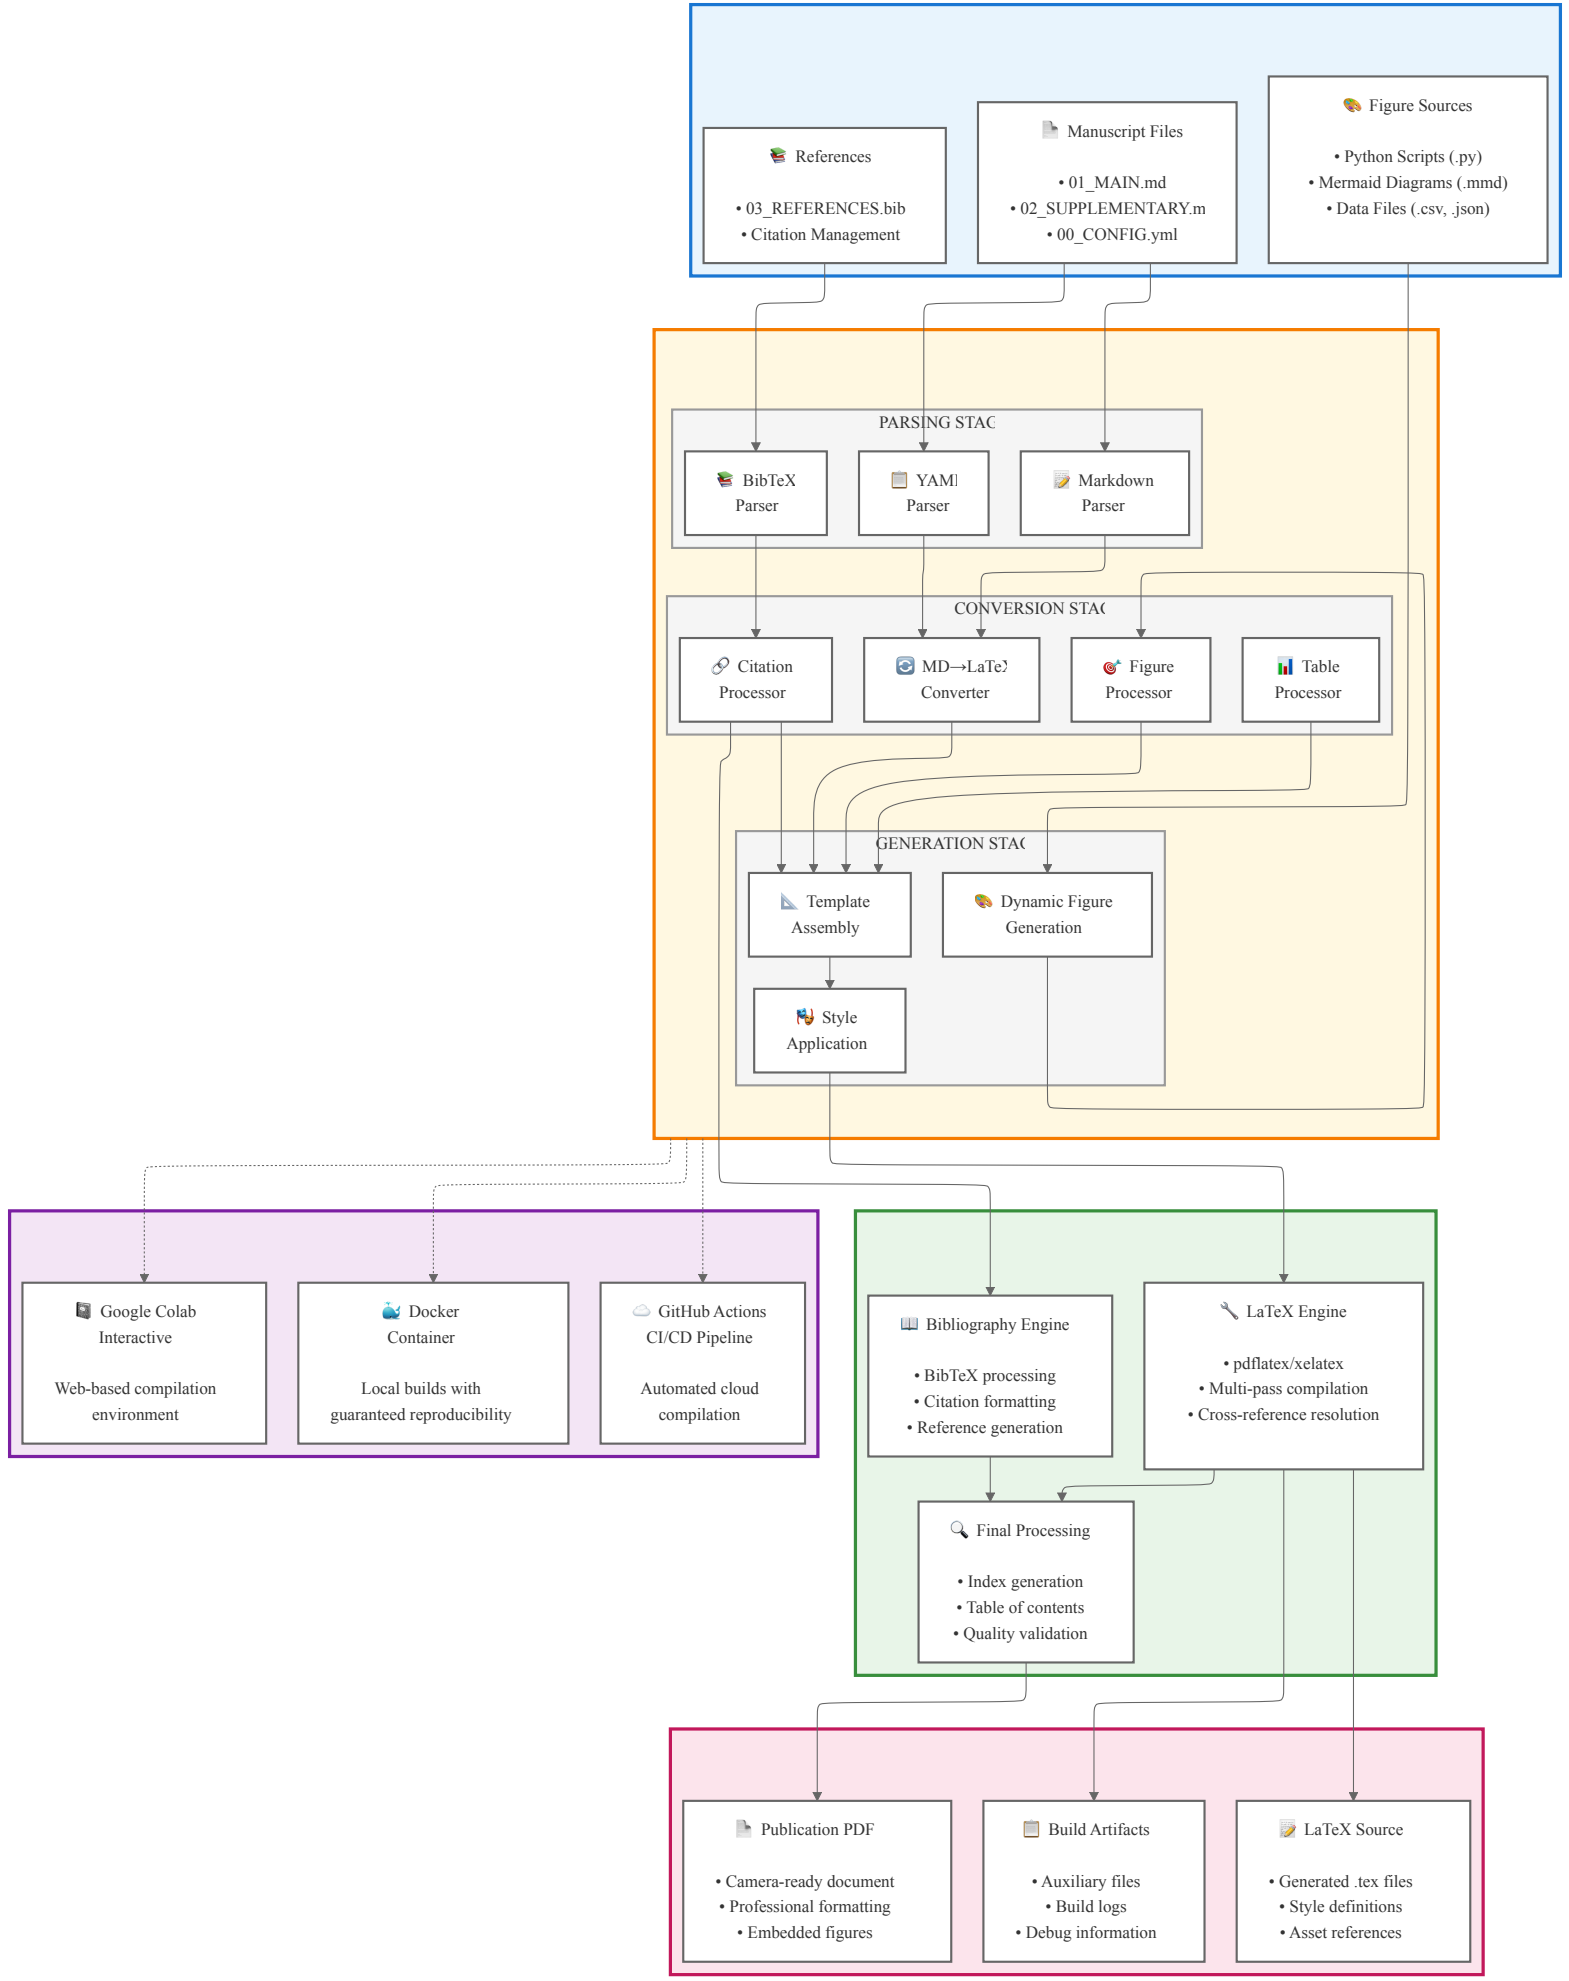 References
• 03_REFERENCES.bib
• Citation Management
Manuscript Files
• 01_MAIN.md
• 02_SUPPLEMENTARY.m
• 00_CONFIG.yml
Figure Sources
• Python Scripts (.py)
• Mermaid Diagrams (.mmd)
• Data Files (.csv, .json)
PARSING STAG
BibTeX
Parser
YAML
Parser
Markdown
Parser
CONVERSION STAG
Citation
Processor
MD→LaTeX
Converter
Figure
Processor
Table
Processor
GENERATION STAG
Template
Assembly
Dynamic Figure
Generation
Style
Application
Google Colab
Interactive
Web-based compilation
environment
Docker
Container
Local builds with
guaranteed reproducibility
GitHub Actions
CI/CD Pipeline
Automated cloud
compilation
Bibliography Engine
• BibTeX processing
• Citation formatting
• Reference generation
LaTeX Engine
• pdflatex/xelatex
• Multi-pass compilation
• Cross-reference resolution
Final Processing
• Index generation
• Table of contents
• Quality validation
Publication PDF
• Camera-ready document
• Professional formatting
• Embedded figures
Build Artifacts
• Auxiliary files
• Build logs
• Debug information
LaTeX Source
• Generated .tex files
• Style definitions
• Asset references